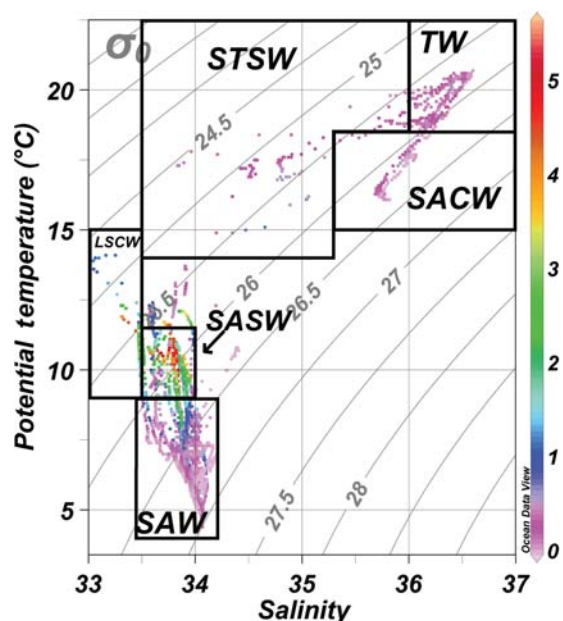 σ0
STSW
TW
SACW
LSCW
SASW
SAW
24.5
25
26
26.5
27
27.5
28
20
15
10
5
33
34
35
36
37
Potential temperature (°C)
Salinity
5
4
3
2
1
0
Ocean Data View